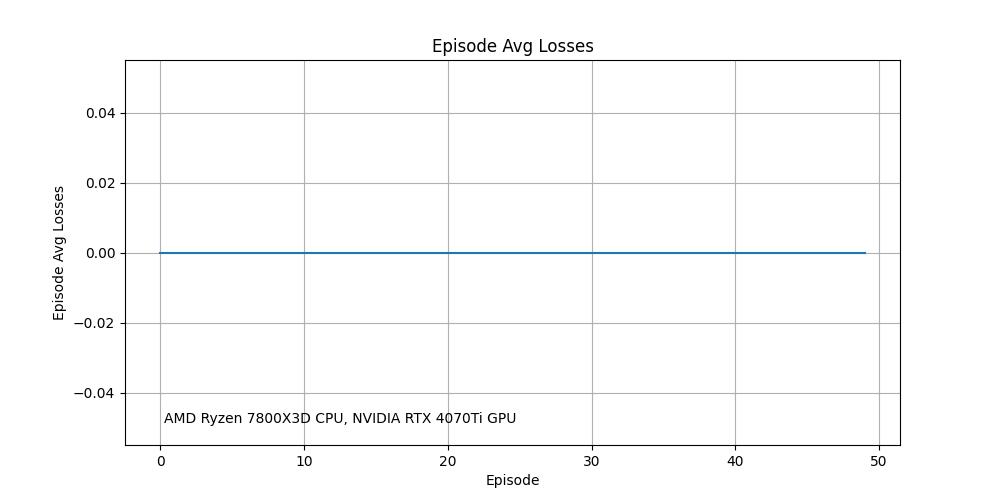 Episode Avg Losses
Episode Avg Losses
0.04
0.02
0.00
−0.02
−0.04
AMD Ryzen 7800X3D CPU, NVIDIA RTX 4070Ti GPU
0 10 20 30 40 50
Episode